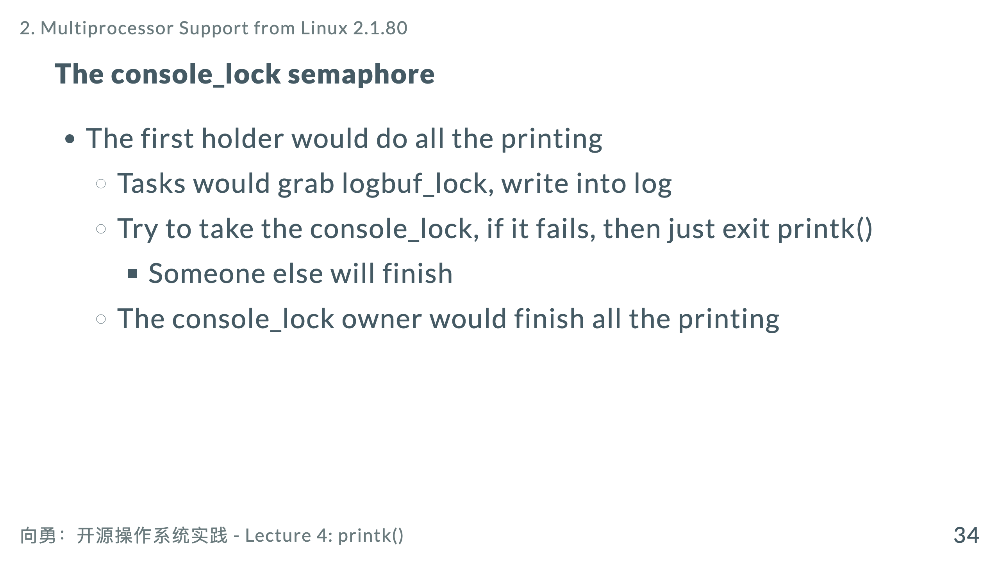 2. Multiprocessor Support from Linux 2.1.80
The console_lock semaphore
• The first holder would do all the printing
○ Tasks would grab logbuf_lock, write into log
○ Try to take the console_lock, if it fails, then just exit printk()
▪ Someone else will finish
○ The console_lock owner would finish all the printing
向勇：开源操作系统实践 - Lecture 4: printk()
34